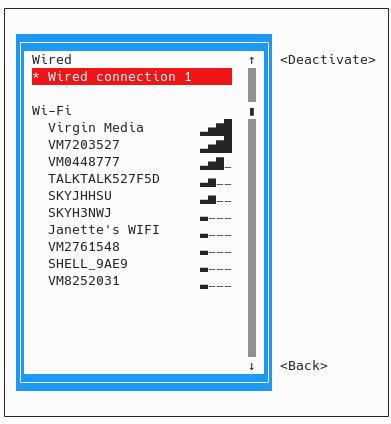 Wired
* Wired connection 1
<Deactivate>
Wi-Fi
Virgin Media
VM7203527
VM0448777
TALKTALK527F5D
SKYJHHSU
SKYH3NWJ
Janette's WIFI
VM2761548
SHELL_9AE9
VM8252031
<Back>